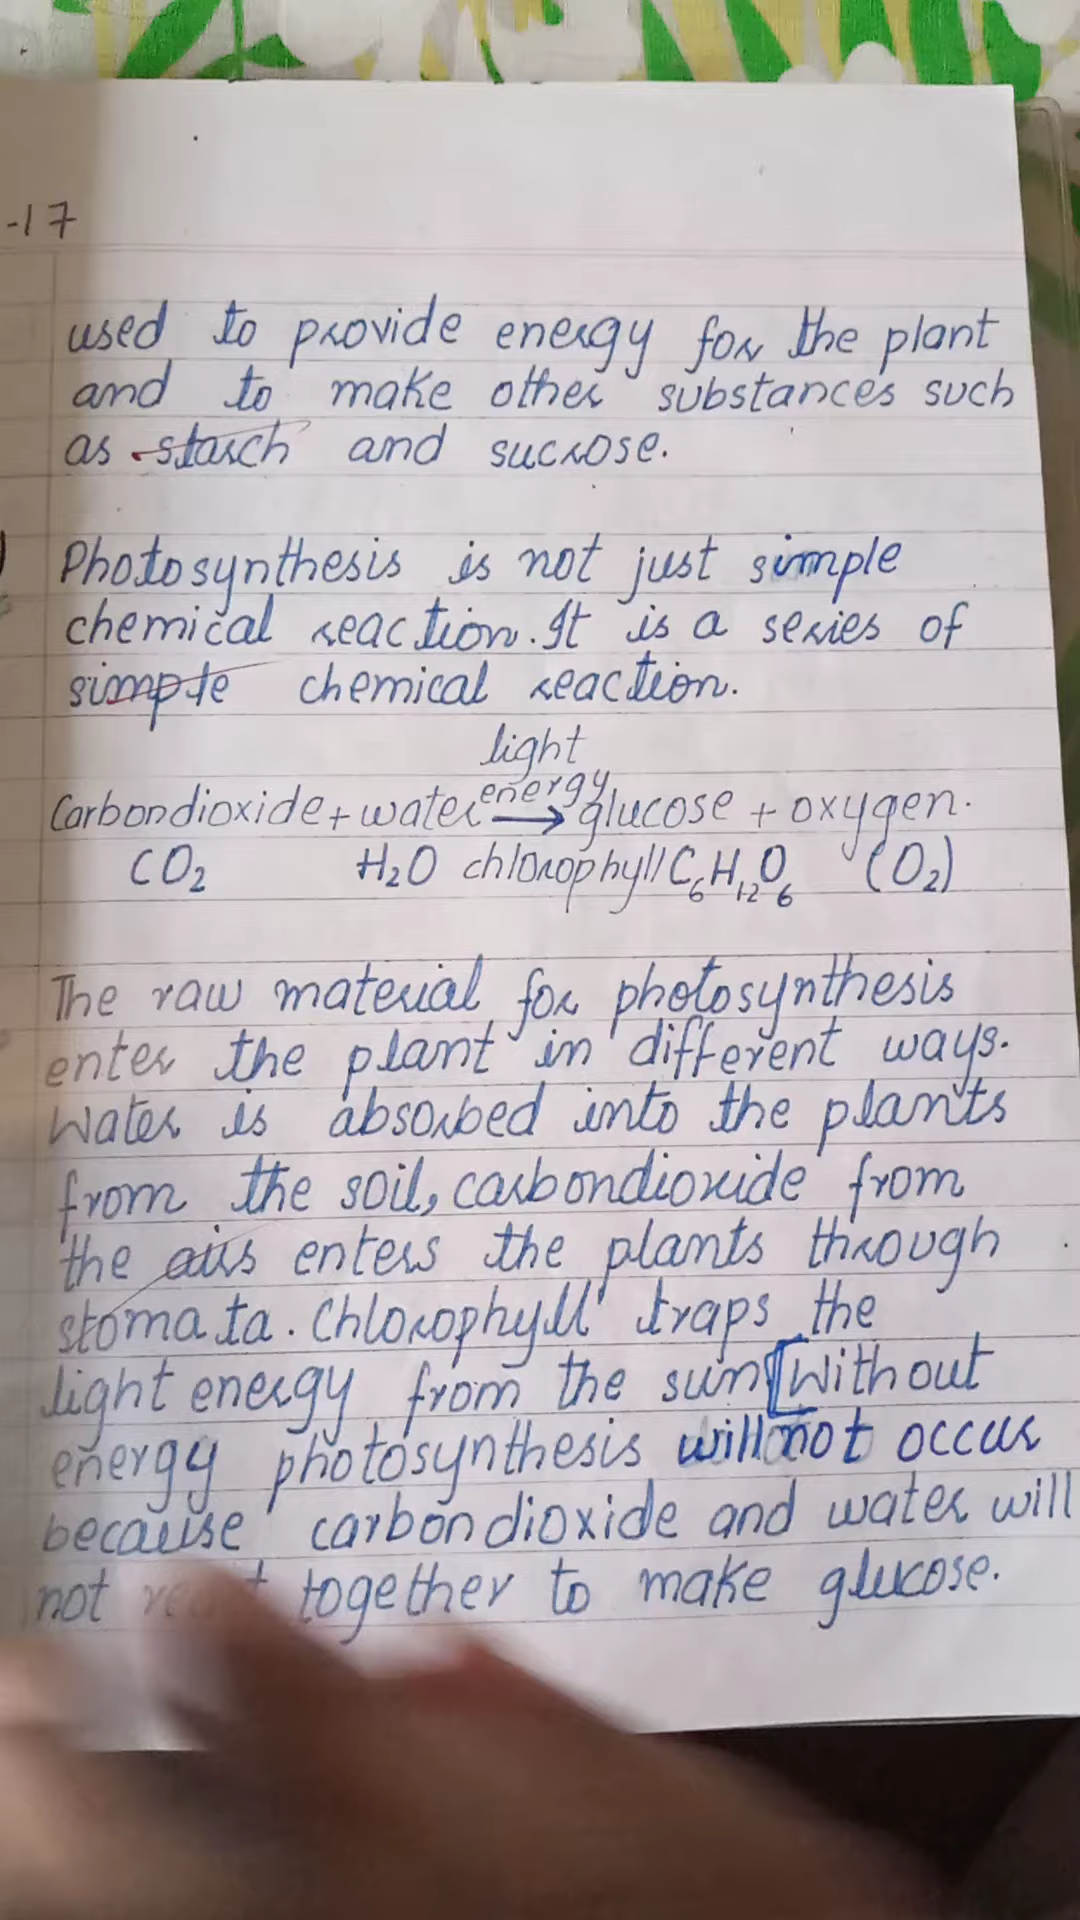 -17
used to provide energy for the plant
and to make other substances such
as starch and sucrose.
Photosynthesis is not just simple
chemical reaction. It is a series of
simple chemical reaction.
light
energy
Carbondioxide + water → glucose + oxygen.
CO₂ H₂O chlorophyll C₆H₁₂O₆ (O₂)
The raw material for photosynthesis
enter the plant in different ways.
Water is absorbed into the plants
from the soil, carbondioxide from
the airs enters the plants through
stomata. Chlorophyll traps the
light energy from the sun [Without
energy photosynthesis will not occur
because carbondioxide and water will
not together to make glucose.